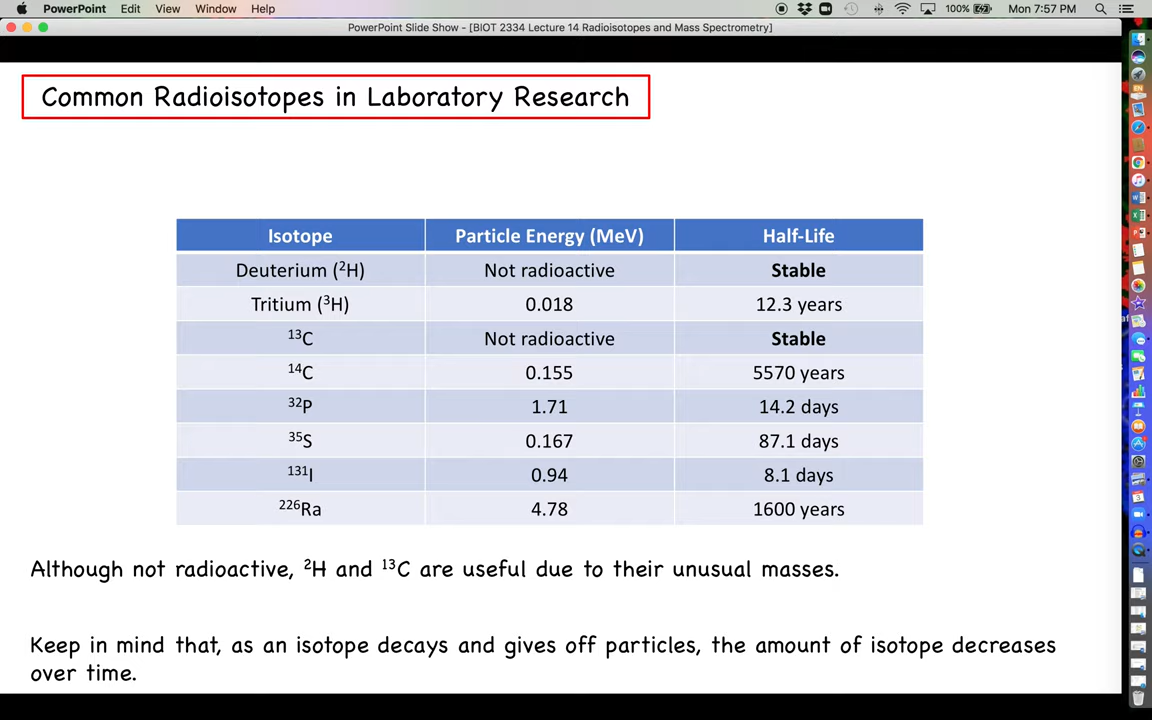 PowerPoint Edit View Window Help 100% Mon 7:57 PM
PowerPoint Slide Show - [BIOT 2334 Lecture 14 Radioisotopes and Mass Spectrometry]
Common Radioisotopes in Laboratory Research
Isotope Particle Energy (MeV) Half-Life
Deuterium (²H) Not radioactive Stable
Tritium (³H) 0.018 12.3 years
¹³C Not radioactive Stable
¹⁴C 0.155 5570 years
³²P 1.71 14.2 days
³⁵S 0.167 87.1 days
¹³¹I 0.94 8.1 days
²²⁶Ra 4.78 1600 years
Although not radioactive, ²H and ¹³C are useful due to their unusual masses.
Keep in mind that, as an isotope decays and gives off particles, the amount of isotope decreases
over time.